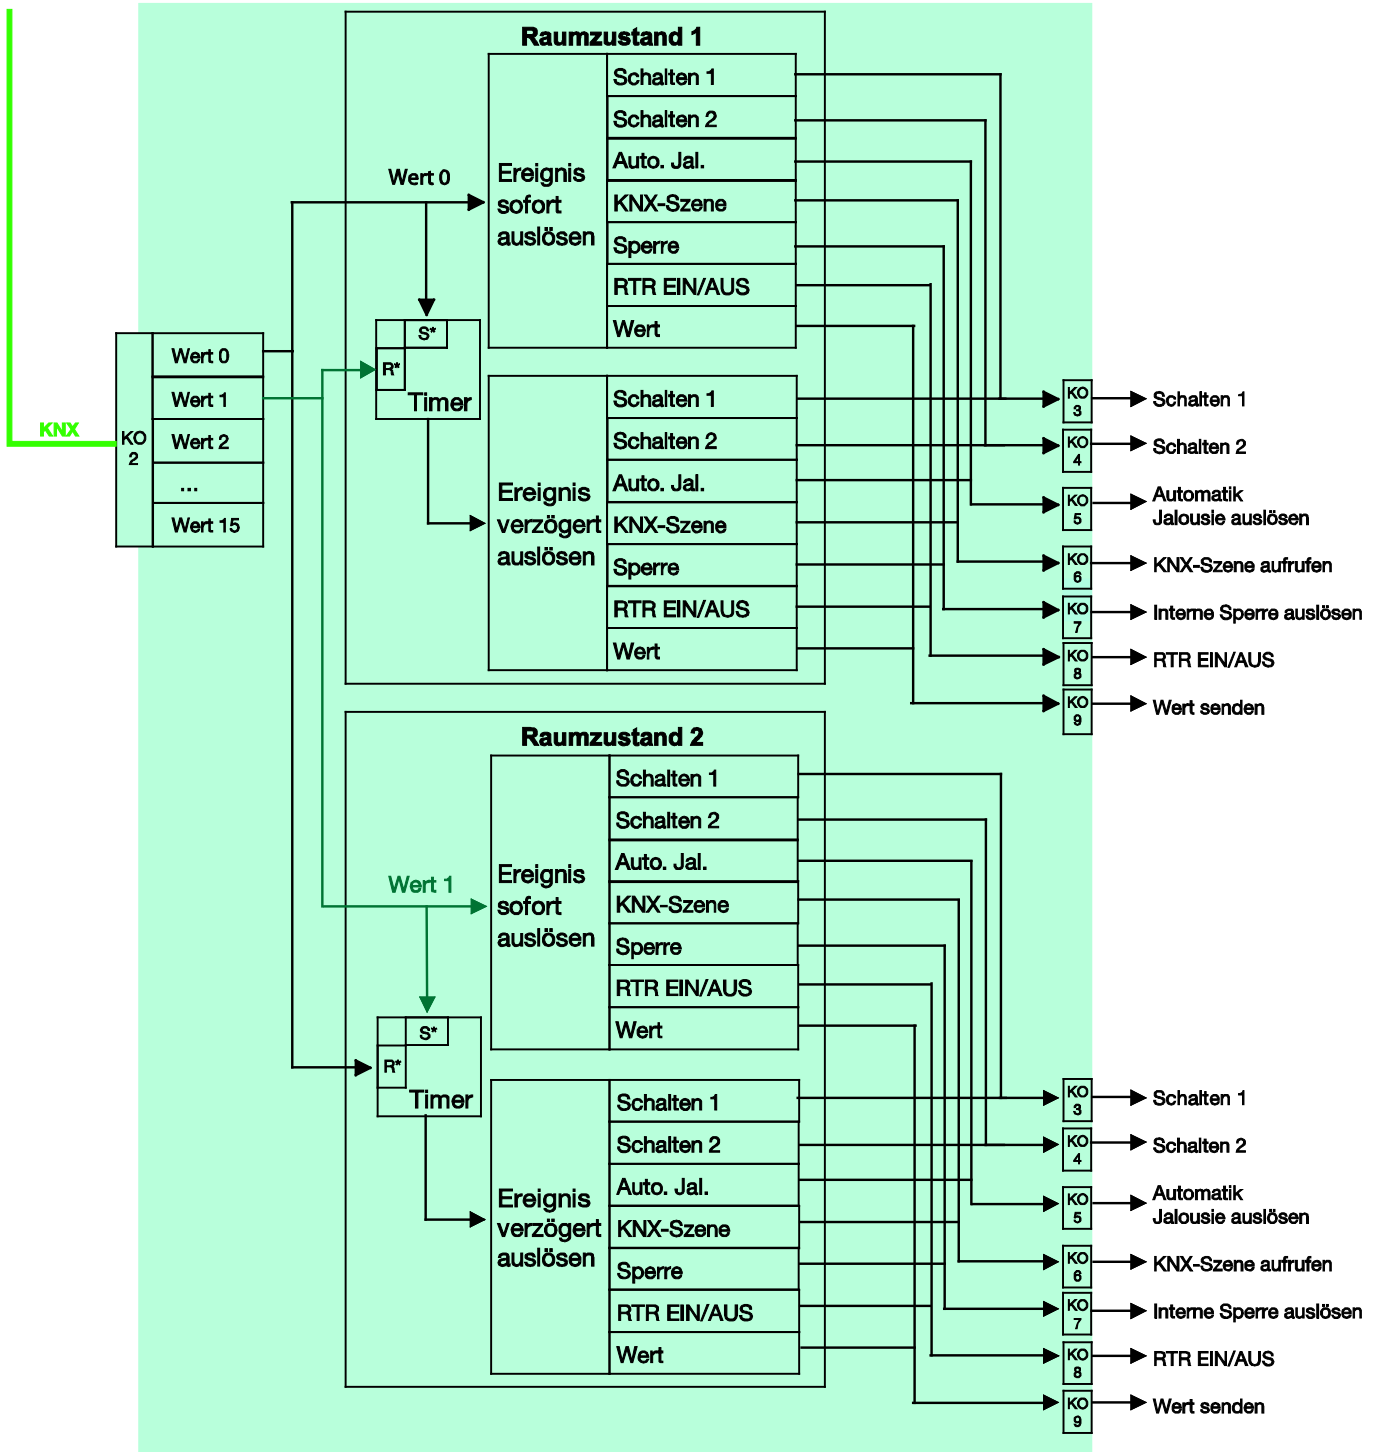 KNX
KO
2
Wert 0
Wert 1
Wert 2
...
Wert 15
Raumzustand 1
Wert 0
Ereignis
sofort
auslösen
Schalten 1
Schalten 2
Auto. Jal.
KNX-Szene
Sperre
RTR EIN/AUS
Wert
S*
R*
Timer
Ereignis
verzögert
auslösen
Schalten 1
Schalten 2
Auto. Jal.
KNX-Szene
Sperre
RTR EIN/AUS
Wert
KO
3
Schalten 1
KO
4
Schalten 2
KO
5
Automatik
Jalousie auslösen
KO
6
KNX-Szene aufrufen
KO
7
Interne Sperre auslösen
KO
8
RTR EIN/AUS
KO
9
Wert senden
Raumzustand 2
Wert 1
Ereignis
sofort
auslösen
Schalten 1
Schalten 2
Auto. Jal.
KNX-Szene
Sperre
RTR EIN/AUS
Wert
S*
R*
Timer
Ereignis
verzögert
auslösen
Schalten 1
Schalten 2
Auto. Jal.
KNX-Szene
Sperre
RTR EIN/AUS
Wert
KO
3
Schalten 1
KO
4
Schalten 2
KO
5
Automatik
Jalousie auslösen
KO
6
KNX-Szene aufrufen
KO
7
Interne Sperre auslösen
KO
8
RTR EIN/AUS
KO
9
Wert senden